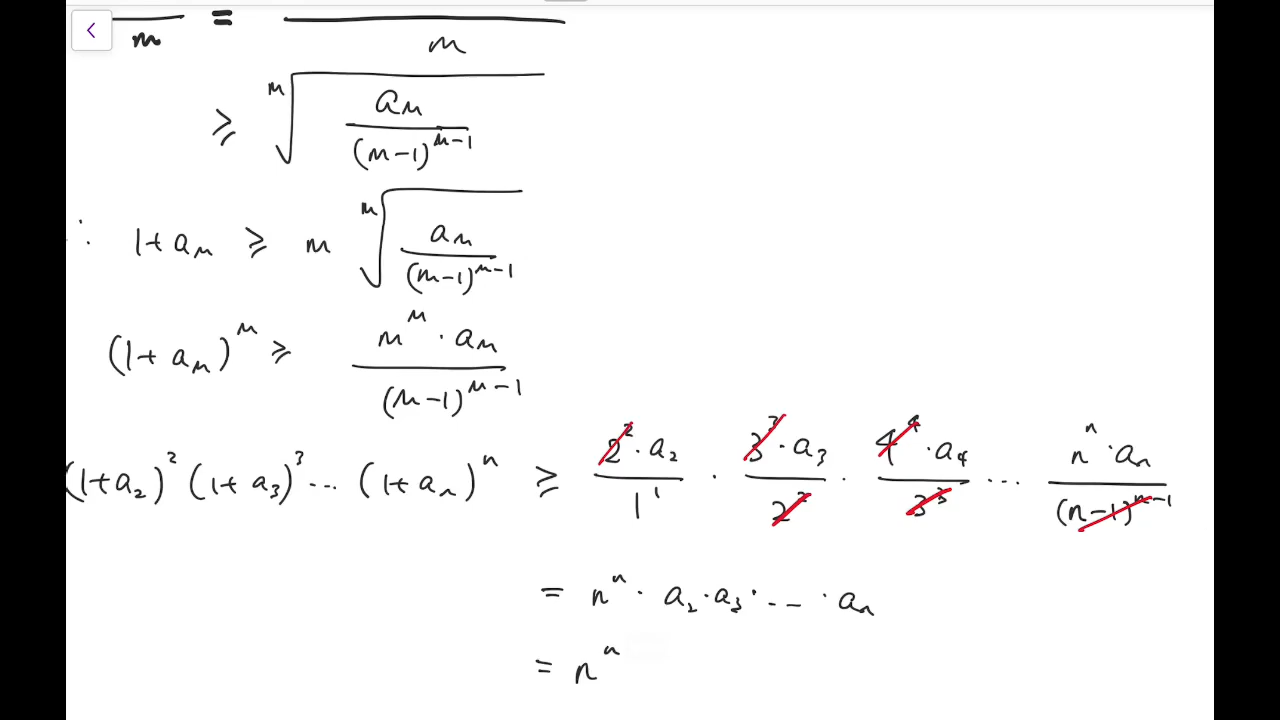 /m = /m
≥ ᵐ√(aₘ/(m-1)ᵐ⁻¹)
∴ 1+aₘ ≥ m ᵐ√(aₘ/(m-1)ᵐ⁻¹)
(1+aₘ)ᵐ ≥ mᵐ · aₘ/(m-1)ᵐ⁻¹
(1+a₂)² (1+a₃)³ ... (1+aₙ)ⁿ ≥ 2²·a₂/1¹ · 3³·a₃/2² · 4⁴·a₄/3³ ... nⁿ·aₙ/(n-1)ⁿ⁻¹
= nⁿ · a₂·a₃· ... ·aₙ
= nⁿ